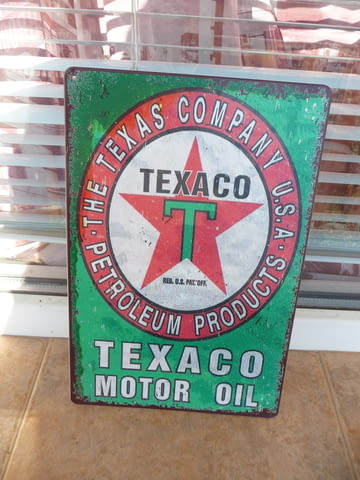 ·THE TEXAS COMPANY U.S.A·
PETROLEUM PRODUCTS
TEXACO
T
REG. U.S. PAT. OFF.
TEXACO
MOTOR OIL